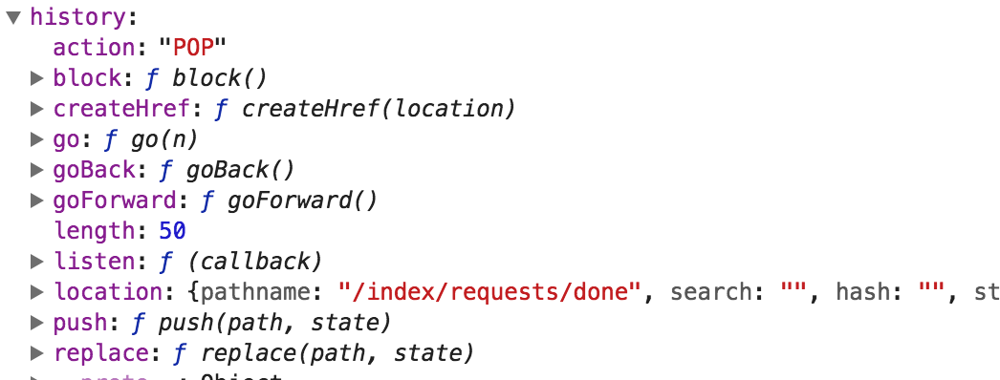 history:
action: "POP"
block: ƒ block()
createHref: ƒ createHref(location)
go: ƒ go(n)
goBack: ƒ goBack()
goForward: ƒ goForward()
length: 50
listen: ƒ (callback)
location: {pathname: "/index/requests/done", search: "", hash: "", st
push: ƒ push(path, state)
replace: ƒ replace(path, state)